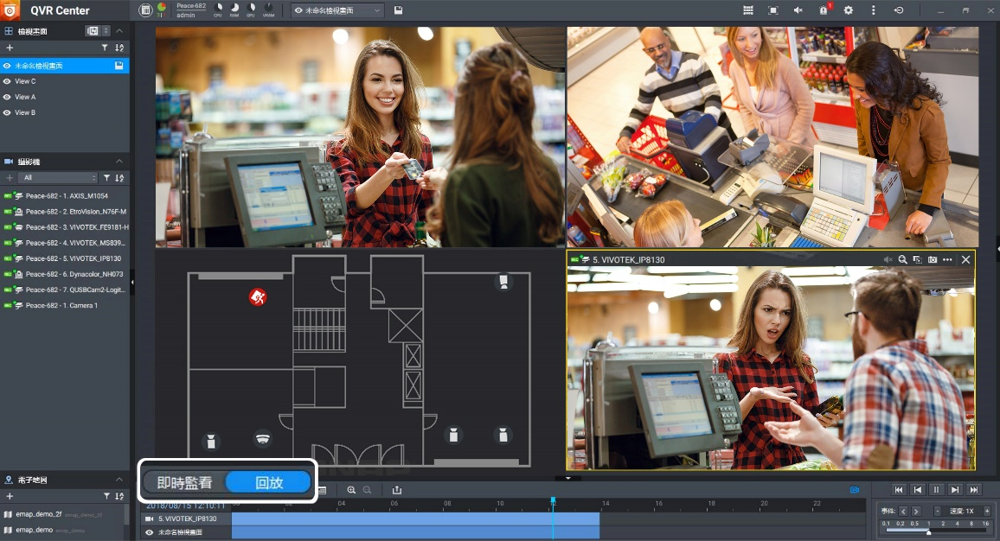 QVR Center
Peace-682
admin
CPU
RAM
CPU
VRAM
未命名檢視畫面
1
檢視畫面
未命名檢視畫面
View C
View A
View B
攝影機
All
Peace-682 - 1. AXIS_M1054
Peace-682 - 2. EtroVision_N76F-M
Peace-682 - 3. VIVOTEK_FE9181-H
Peace-682 - 4. VIVOTEK_MS839...
Peace-682 - 5. VIVOTEK_IP8130
Peace-682 - 6. Dynacolor_NH073
Peace-682 - 7. QUSBCam2-Logit...
Peace-682 - 1. Camera 1
5. VIVOTEK_IP8130
電子地圖
emap_demo_2f emap_demo_2f
emap_demo emap_demo
即時監看 回放
2018/08/15 12:10:11
04 06 08 10 12 14 16 18 20 22
5. VIVOTEK_IP8130
未命名檢視畫面
事件: - 速度: 1X +
0.1 0.2 0.5 1 2 4 8 16